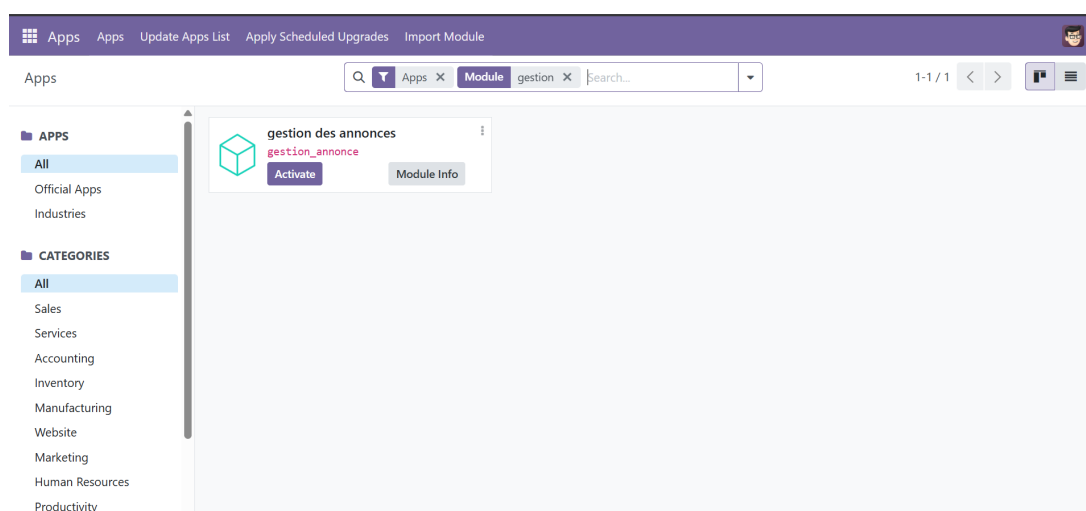 Apps Apps Update Apps List Apply Scheduled Upgrades Import Module
Apps Apps Module gestion Search... 1-1 / 1
APPS
All
Official Apps
Industries
CATEGORIES
All
Sales
Services
Accounting
Inventory
Manufacturing
Website
Marketing
Human Resources
Productivity
gestion des annonces
gestion_annonce
Activate Module Info